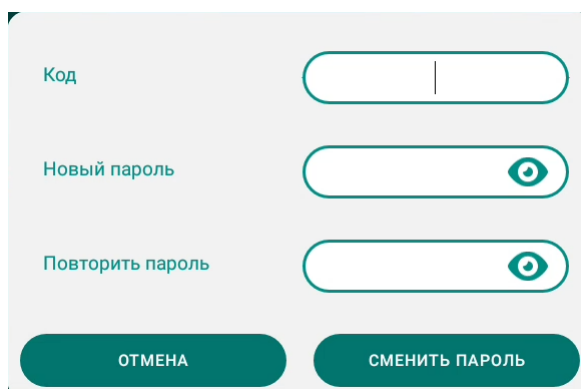 Код
Новый пароль
Повторить пароль
ОТМЕНА
СМЕНИТЬ ПАРОЛЬ